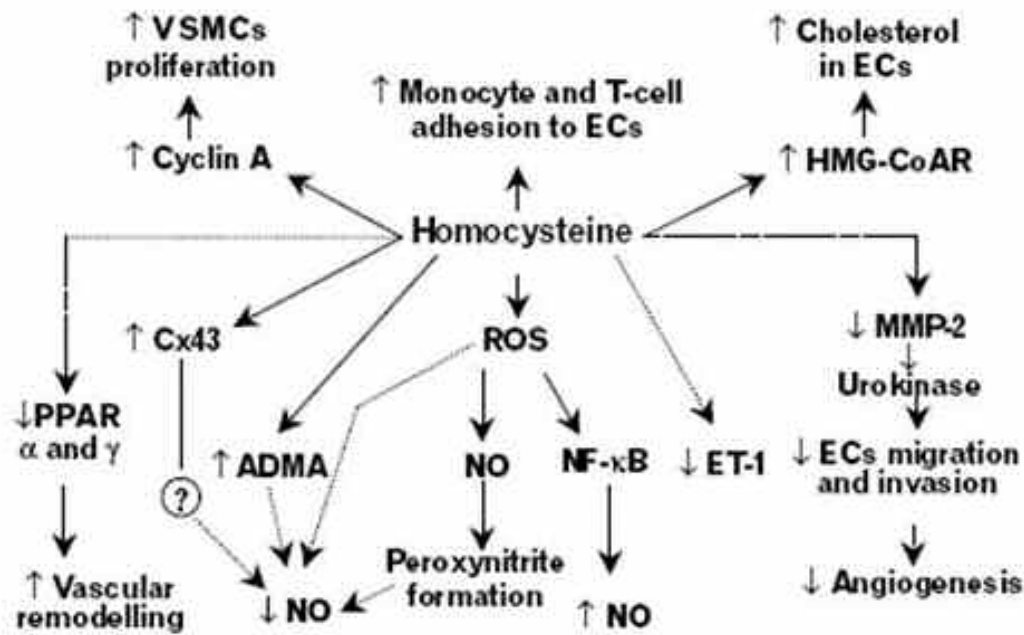 ↑ VSMCs
proliferation
↑ Cholesterol
in ECs
↑ Monocyte and T-cell
adhesion to ECs
↑ Cyclin A
↑ HMG-CoAR
Homocysteine
↑ Cx43
ROS
↓ MMP-2
↓
Urokinase
↓PPAR
α and γ
↑ ADMA
NO
NF-κB
↓ ET-1
↓ ECs migration
and invasion
?
↑ Vascular
remodelling
↓ NO
Peroxynitrite
formation
↑ NO
↓ Angiogenesis